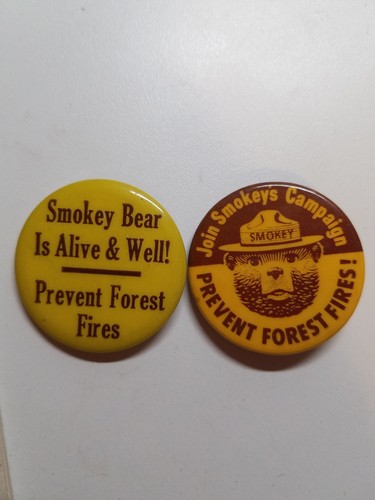 Smokey Bear
Is Alive & Well!
Prevent Forest
Fires
Join Smokeys Campaign
SMOKEY
PREVENT FOREST FIRES!